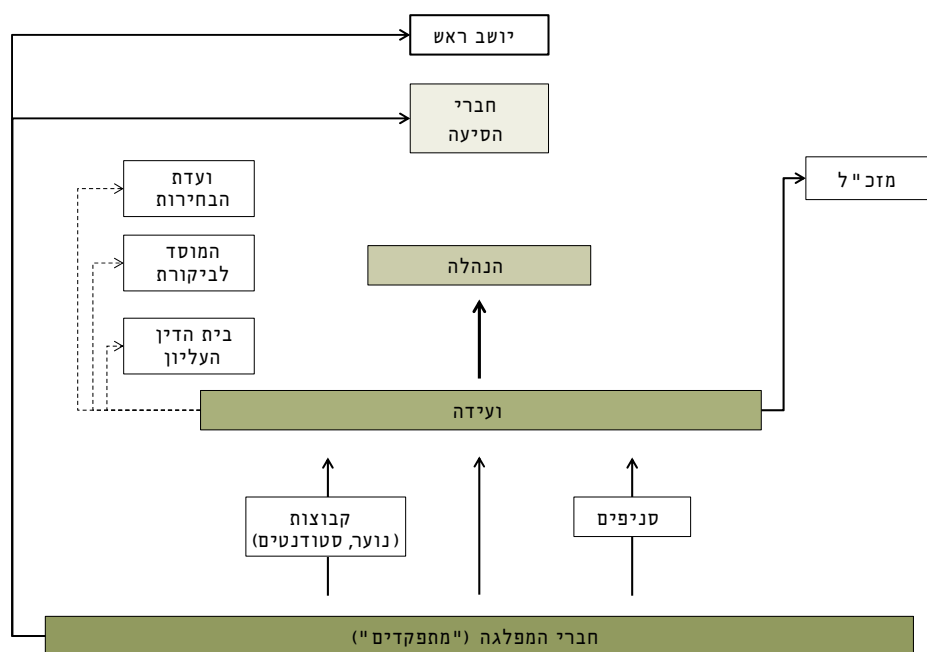 יושב ראש
חברי
הסיעה
ועדת
הבחירות
מזכ"ל
המוסד
לביקורת
הנהלה
בית הדין
העליון
ועידה
קבוצות
(נוער, סטודנטים)
סניפים
חברי המפלגה ("מתפקדים")